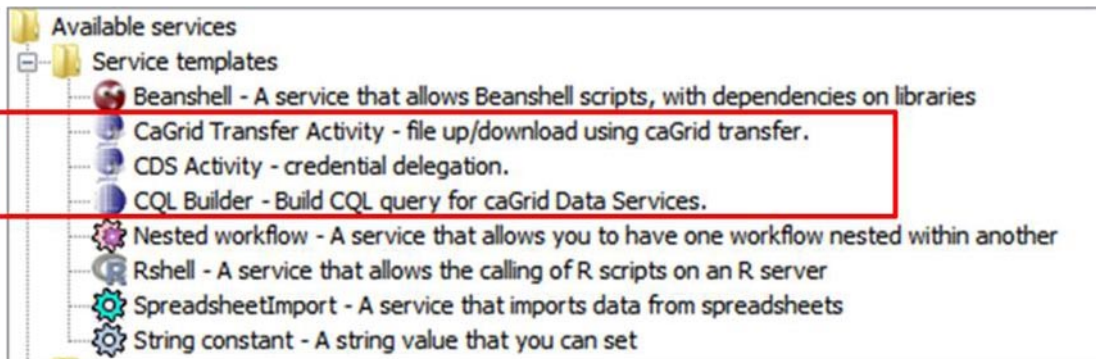 Available services
Service templates
Beanshell - A service that allows Beanshell scripts, with dependencies on libraries
CaGrid Transfer Activity - file up/download using caGrid transfer.
CDS Activity - credential delegation.
CQL Builder - Build CQL query for caGrid Data Services.
Nested workflow - A service that allows you to have one workflow nested within another
Rshell - A service that allows the calling of R scripts on an R server
SpreadsheetImport - A service that imports data from spreadsheets
String constant - A string value that you can set